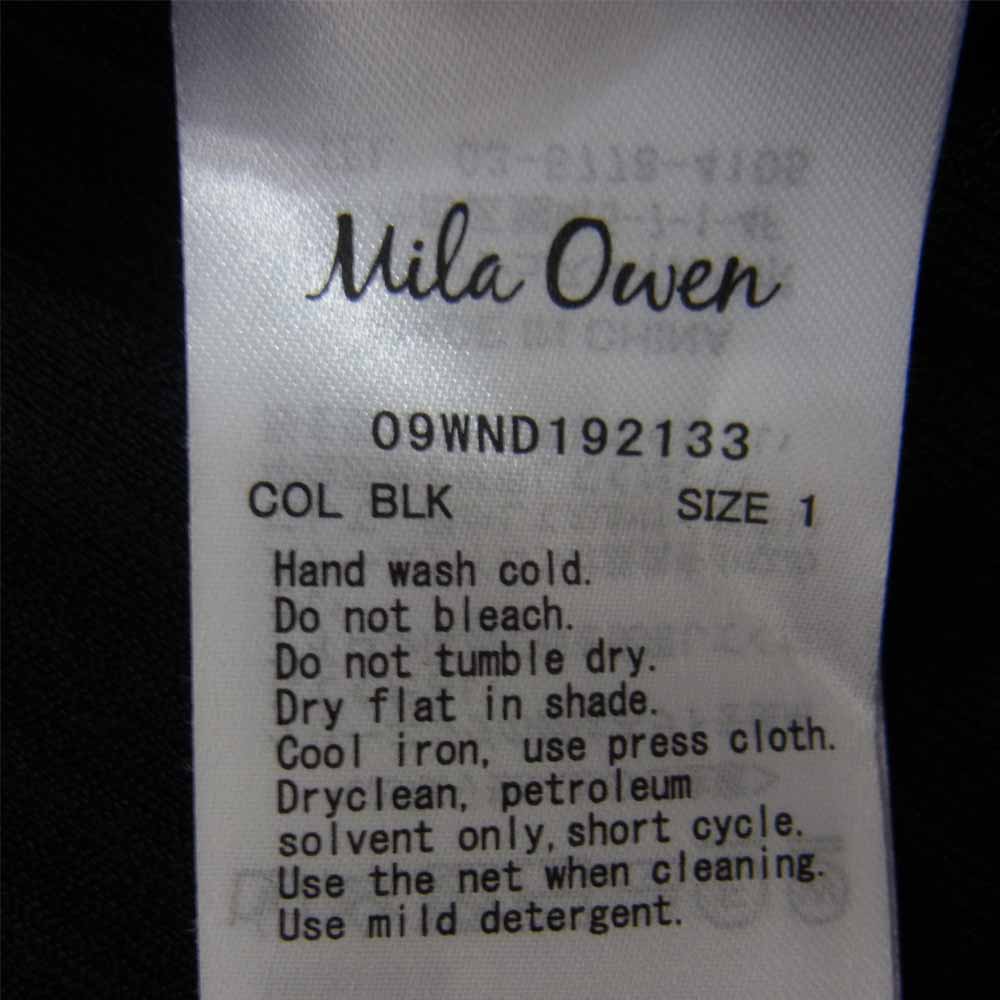 Mila Owen
09WND192133
COL BLK SIZE 1
Hand wash cold.
Do not bleach.
Do not tumble dry.
Dry flat in shade.
Cool iron, use press cloth.
Dryclean, petroleum
solvent only, short cycle.
Use the net when cleaning.
Use mild detergent.